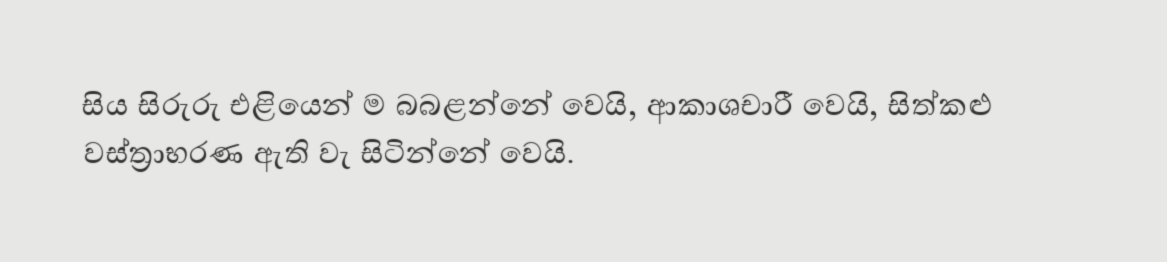 සිය සිරුරු එළියෙන් ම බබළන්නේ වෙයි, ආකාශචාරී වෙයි, සිත්කළු
වස්ත්‍රාභරණ ඇති වැ සිටින්නේ වෙයි.